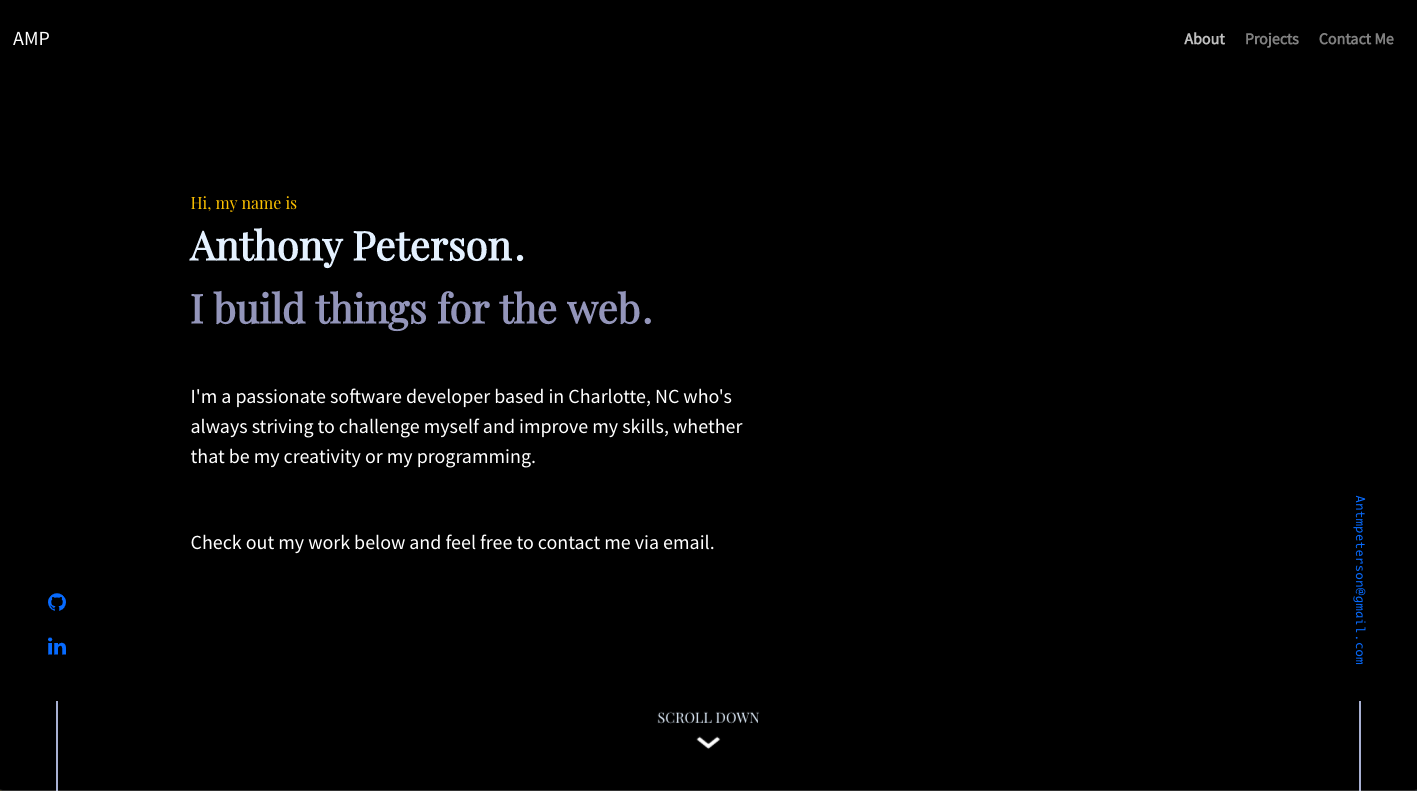 AMP
About
Projects
Contact Me
Hi, my name is
Anthony Peterson.
I build things for the web.
I'm a passionate software developer based in Charlotte, NC who's
always striving to challenge myself and improve my skills, whether
that be my creativity or my programming.
Check out my work below and feel free to contact me via email.
in
Antmpeterson@gmail.com
SCROLL DOWN